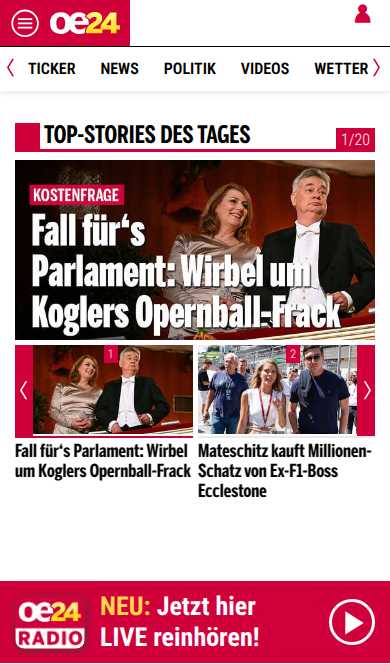 oe24
TICKER NEWS POLITIK VIDEOS WETTER
TOP-STORIES DES TAGES
1/20
KOSTENFRAGE
Fall für‘s
Parlament: Wirbel um
Koglers Opernball-Frack
1
2
Fall für‘s Parlament: Wirbel
um Koglers Opernball-Frack
Mateschitz kauft Millionen-
Schatz von Ex-F1-Boss
Ecclestone
oe24
RADIO
NEU: Jetzt hier
LIVE reinhören!